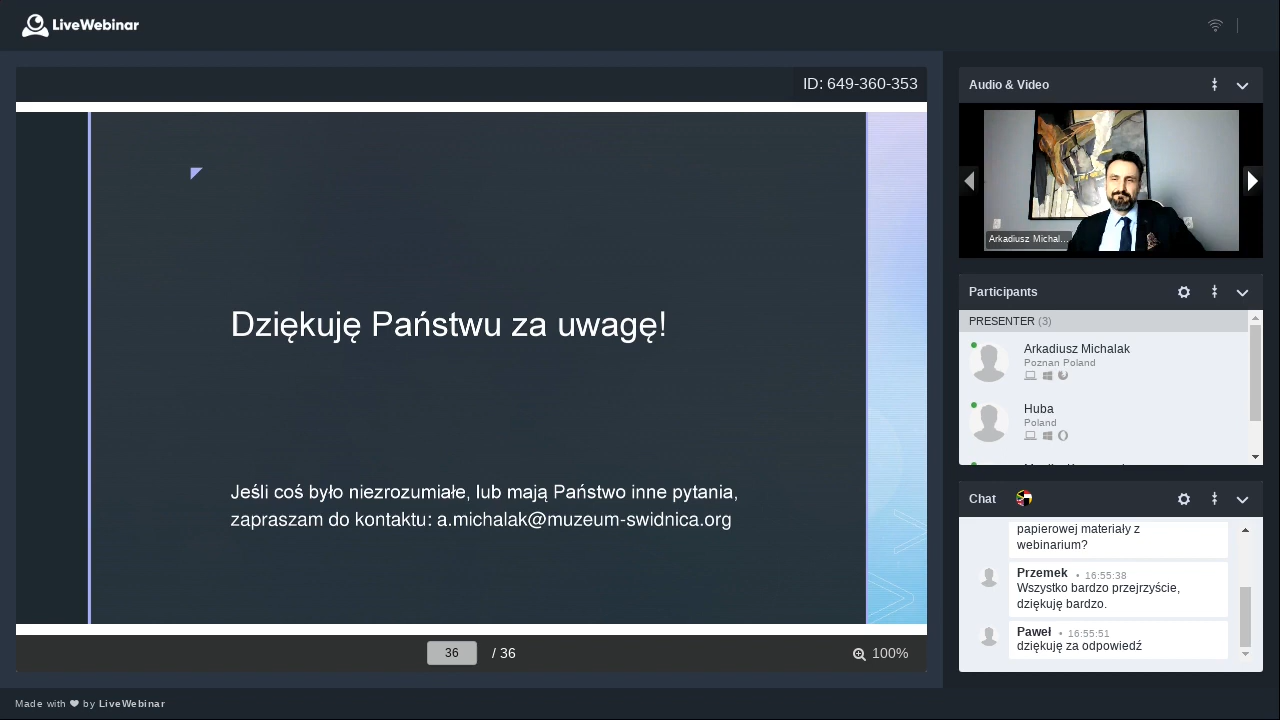 LiveWebinar
ID: 649-360-353
Dziękuję Państwu za uwagę!
Jeśli coś było niezrozumiałe, lub mają Państwo inne pytania,
zapraszam do kontaktu: a.michalak@muzeum-swidnica.org
36 / 36
100%
Audio & Video
Arkadiusz Michal...
Participants
PRESENTER (3)
Arkadiusz Michalak
Poznan Poland
Huba
Poland
Chat
papierowej materiały z
webinarium?
Przemek • 16:55:38
Wszystko bardzo przejrzyście,
dziękuję bardzo.
Paweł • 16:55:51
dziękuję za odpowiedź
Made with ❤ by LiveWebinar